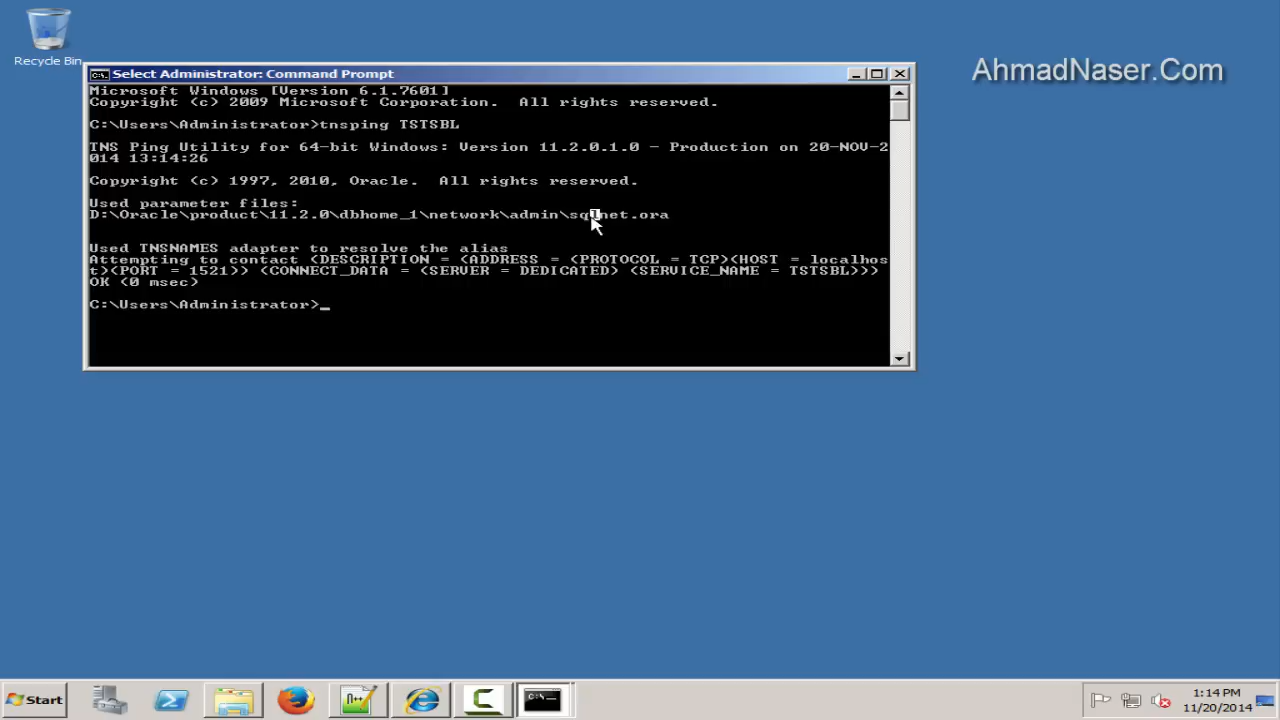 Recycle Bin
AhmadNaser.Com
Select Administrator: Command Prompt
Microsoft Windows [Version 6.1.7601]
Copyright (c) 2009 Microsoft Corporation.  All rights reserved.
C:\Users\Administrator>tnsping TSTSBL
TNS Ping Utility for 64-bit Windows: Version 11.2.0.1.0 - Production on 20-NOV-2
014 13:14:26
Copyright (c) 1997, 2010, Oracle.  All rights reserved.
Used parameter files:
D:\Oracle\product\11.2.0\dbhome_1\network\admin\sqlnet.ora
Used TNSNAMES adapter to resolve the alias
Attempting to contact (DESCRIPTION = (ADDRESS = (PROTOCOL = TCP)(HOST = localhos
t)(PORT = 1521)) (CONNECT_DATA = (SERVER = DEDICATED) (SERVICE_NAME = TSTSBL)))
OK (0 msec)
C:\Users\Administrator>_
Start
1:14 PM
11/20/2014